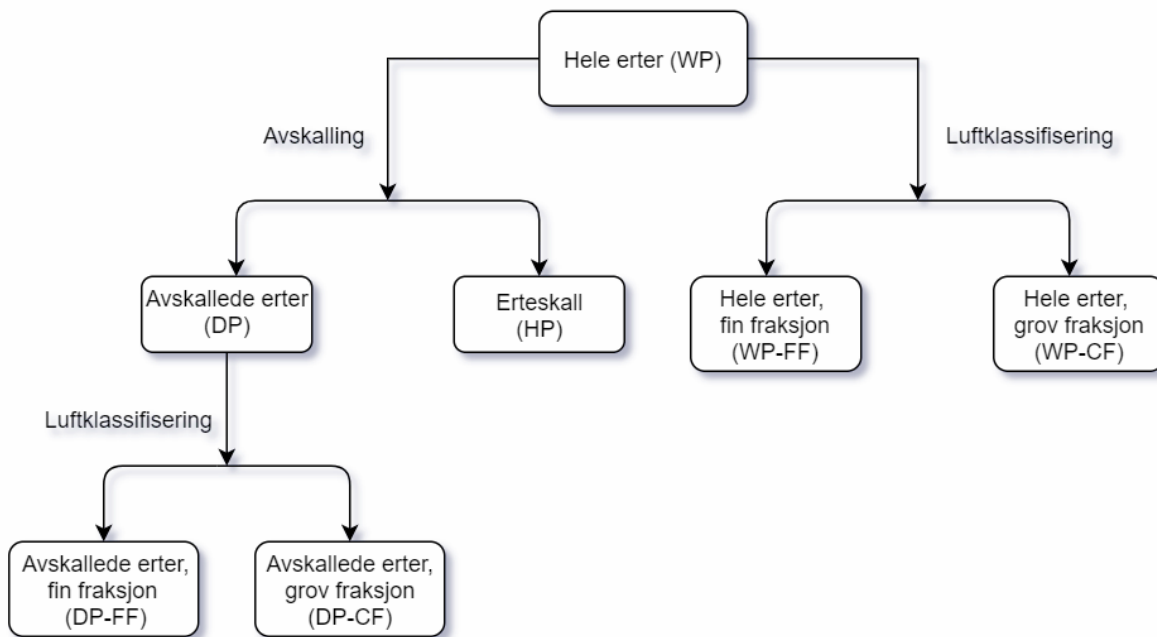 Hele erter (WP)
Avskalling
Luftklassifisering
Avskallede erter
(DP)
Erteskall
(HP)
Hele erter,
fin fraksjon
(WP-FF)
Hele erter,
grov fraksjon
(WP-CF)
Luftklassifisering
Avskallede erter,
fin fraksjon
(DP-FF)
Avskallede erter,
grov fraksjon
(DP-CF)